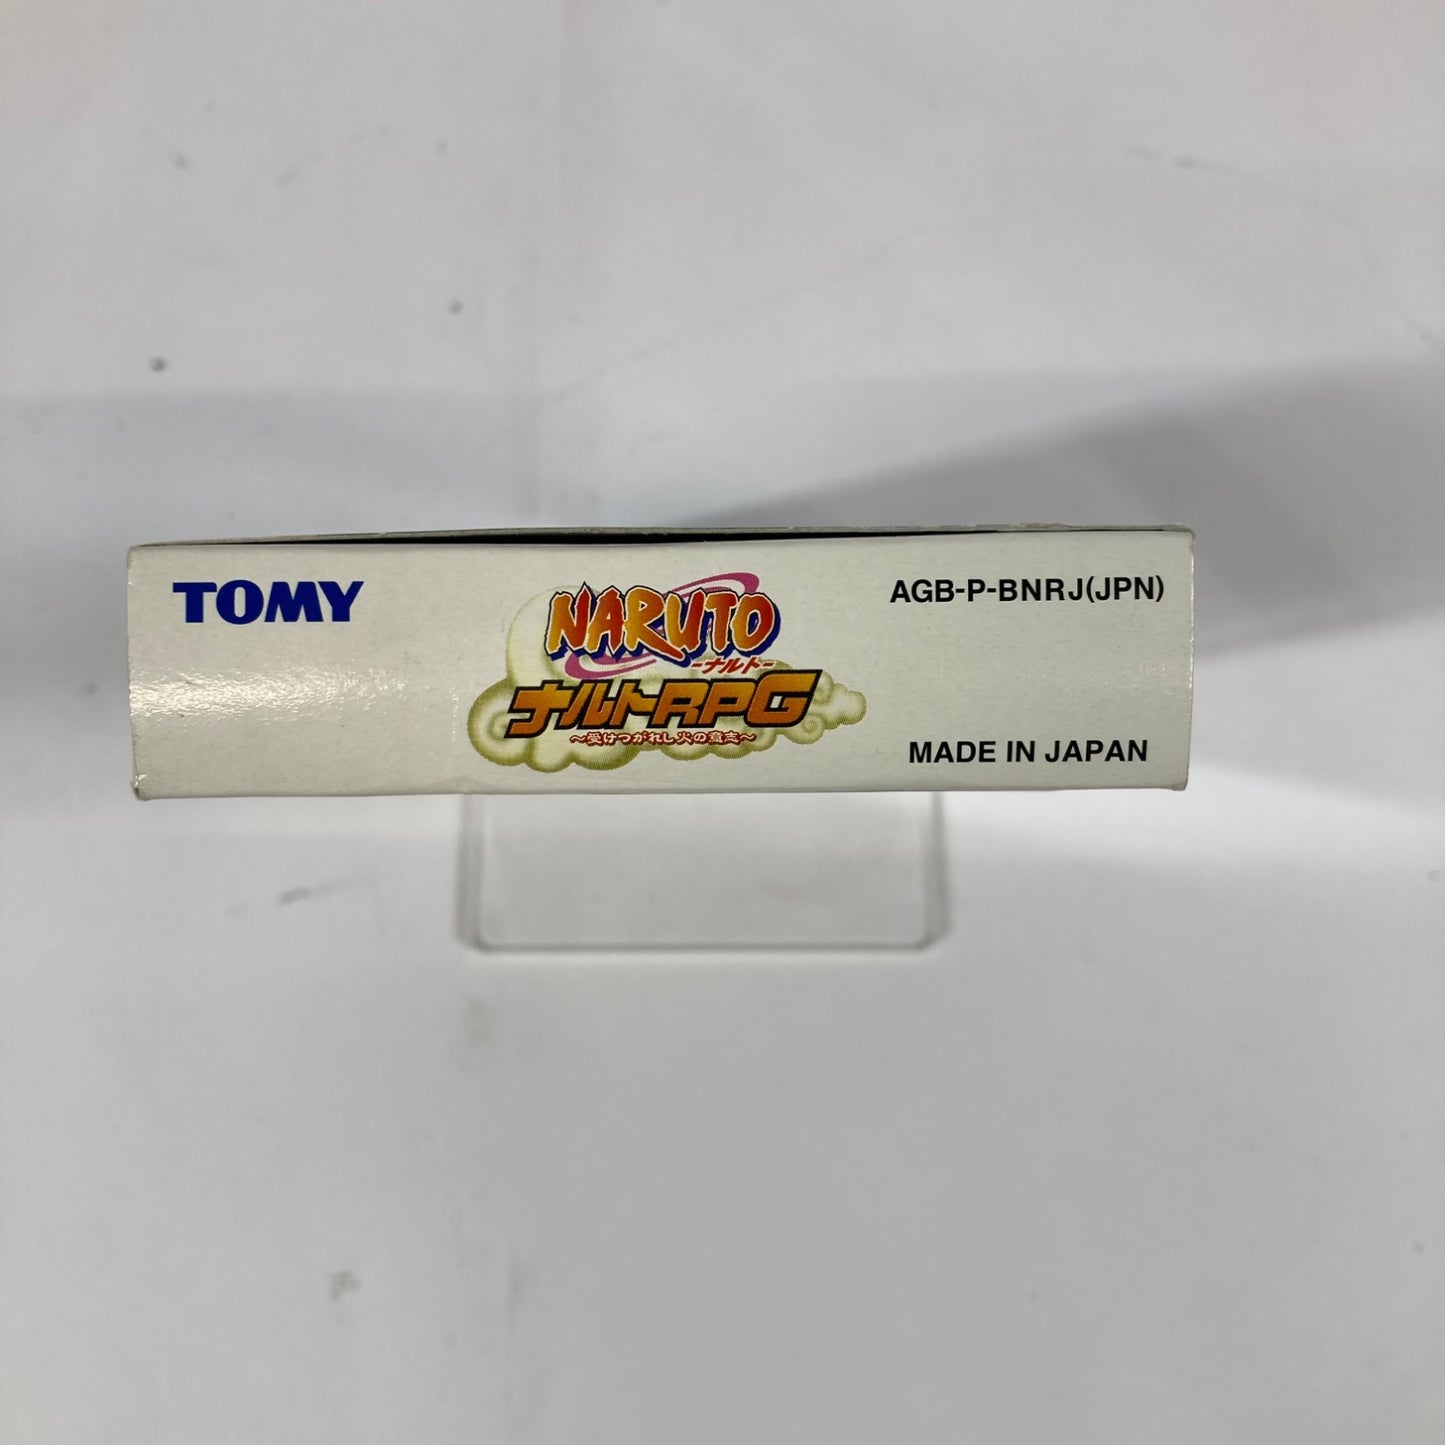 TOMY
NARUTO
-ナルト-
ナルトRPG
～受けつがれし火の意志～
AGB-P-BNRJ(JPN)
MADE IN JAPAN